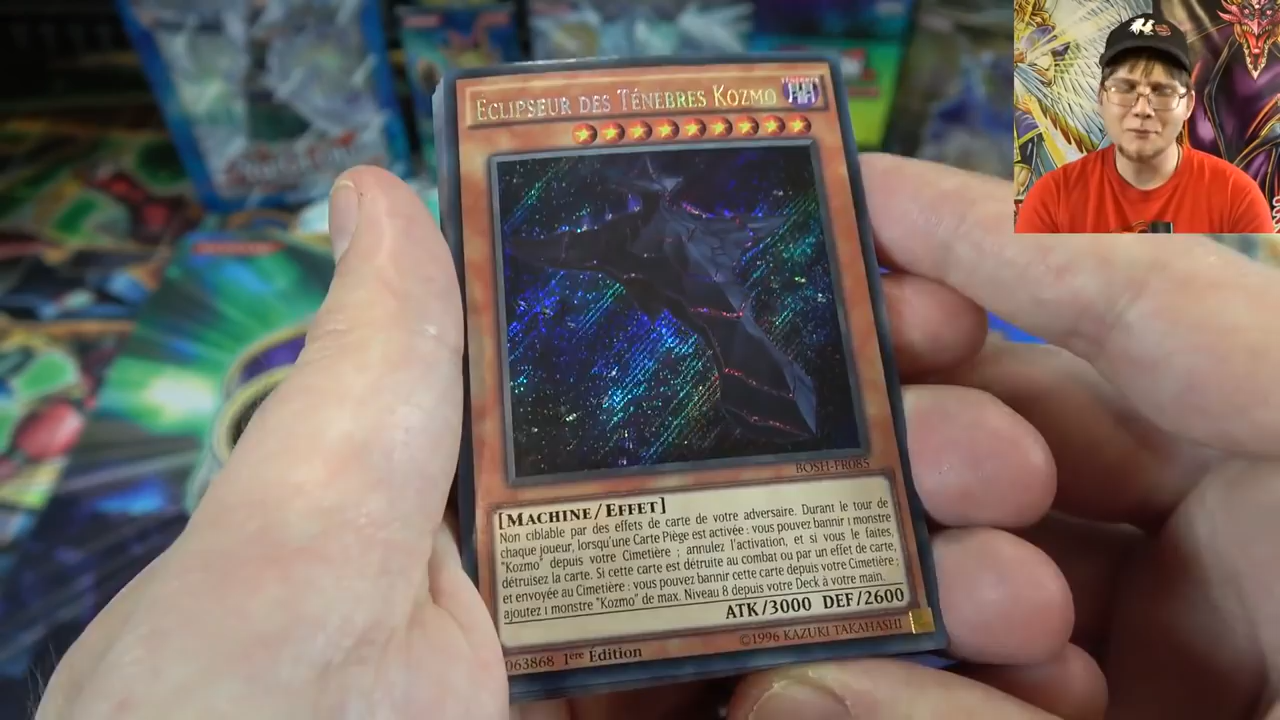 Éclipseur des Ténèbres Kozmo
BOSH-FR085
[Machine/Effet]
Non ciblable par des effets de carte de votre adversaire. Durant le tour de
chaque joueur, lorsqu'une Carte Piège est activée : vous pouvez bannir 1 monstre
"Kozmo" depuis votre Cimetière ; annulez l'activation, et si vous le faites,
détruisez la carte. Si cette carte est détruite au combat ou par un effet de carte,
et envoyée au Cimetière : vous pouvez bannir cette carte depuis votre Cimetière ;
ajoutez 1 monstre "Kozmo" de max. Niveau 8 depuis votre Deck à votre main.
ATK/3000 DEF/2600
063868 1ere Édition
©1996 KAZUKI TAKAHASHI